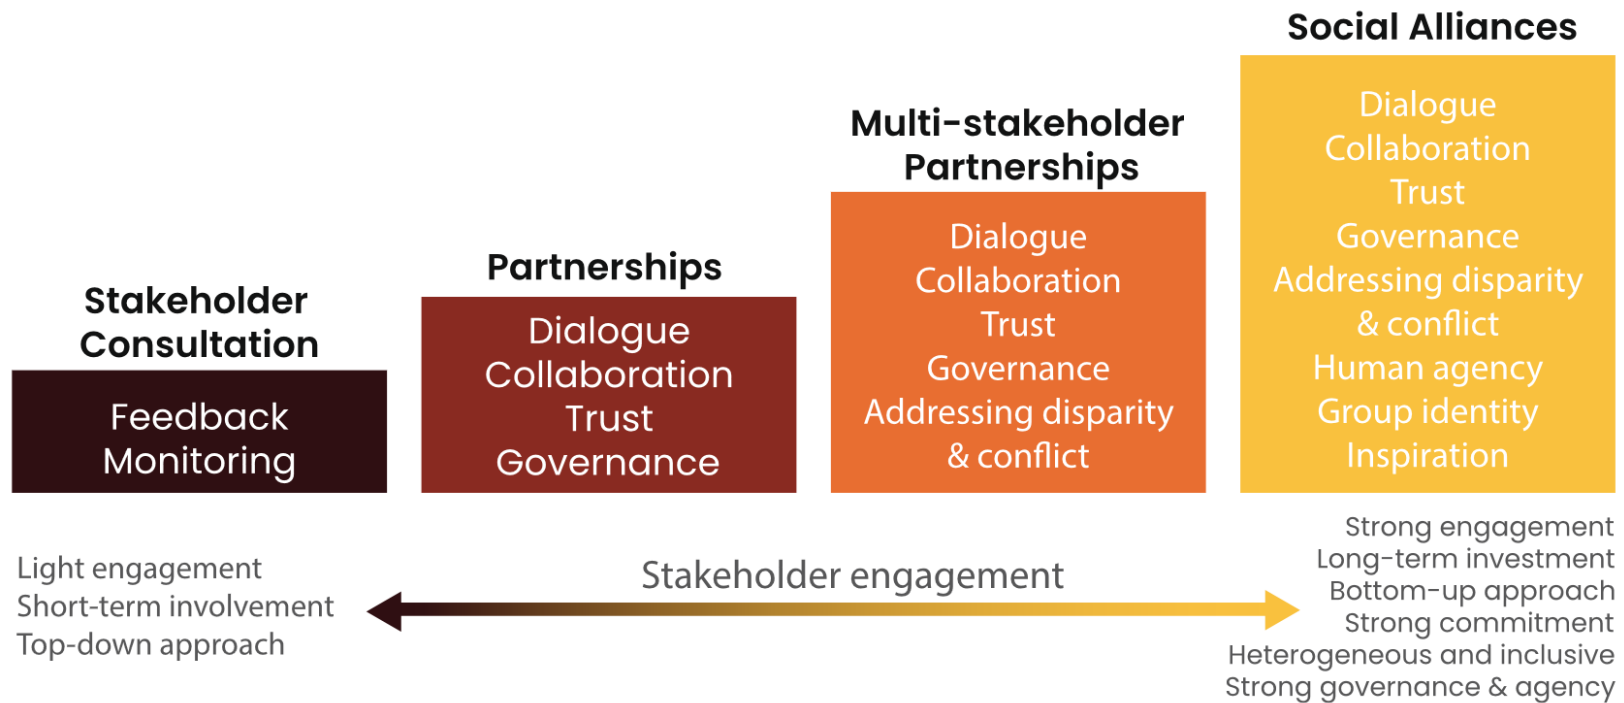 Stakeholder
Consultation
Feedback
Monitoring
Partnerships
Dialogue
Collaboration
Trust
Governance
Multi-stakeholder
Partnerships
Dialogue
Collaboration
Trust
Governance
Addressing disparity
& conflict
Social Alliances
Dialogue
Collaboration
Trust
Governance
Addressing disparity
& conflict
Human agency
Group identity
Inspiration
Light engagement
Short-term involvement
Top-down approach
Stakeholder engagement
Strong engagement
Long-term investment
Bottom-up approach
Strong commitment
Heterogeneous and inclusive
Strong governance & agency